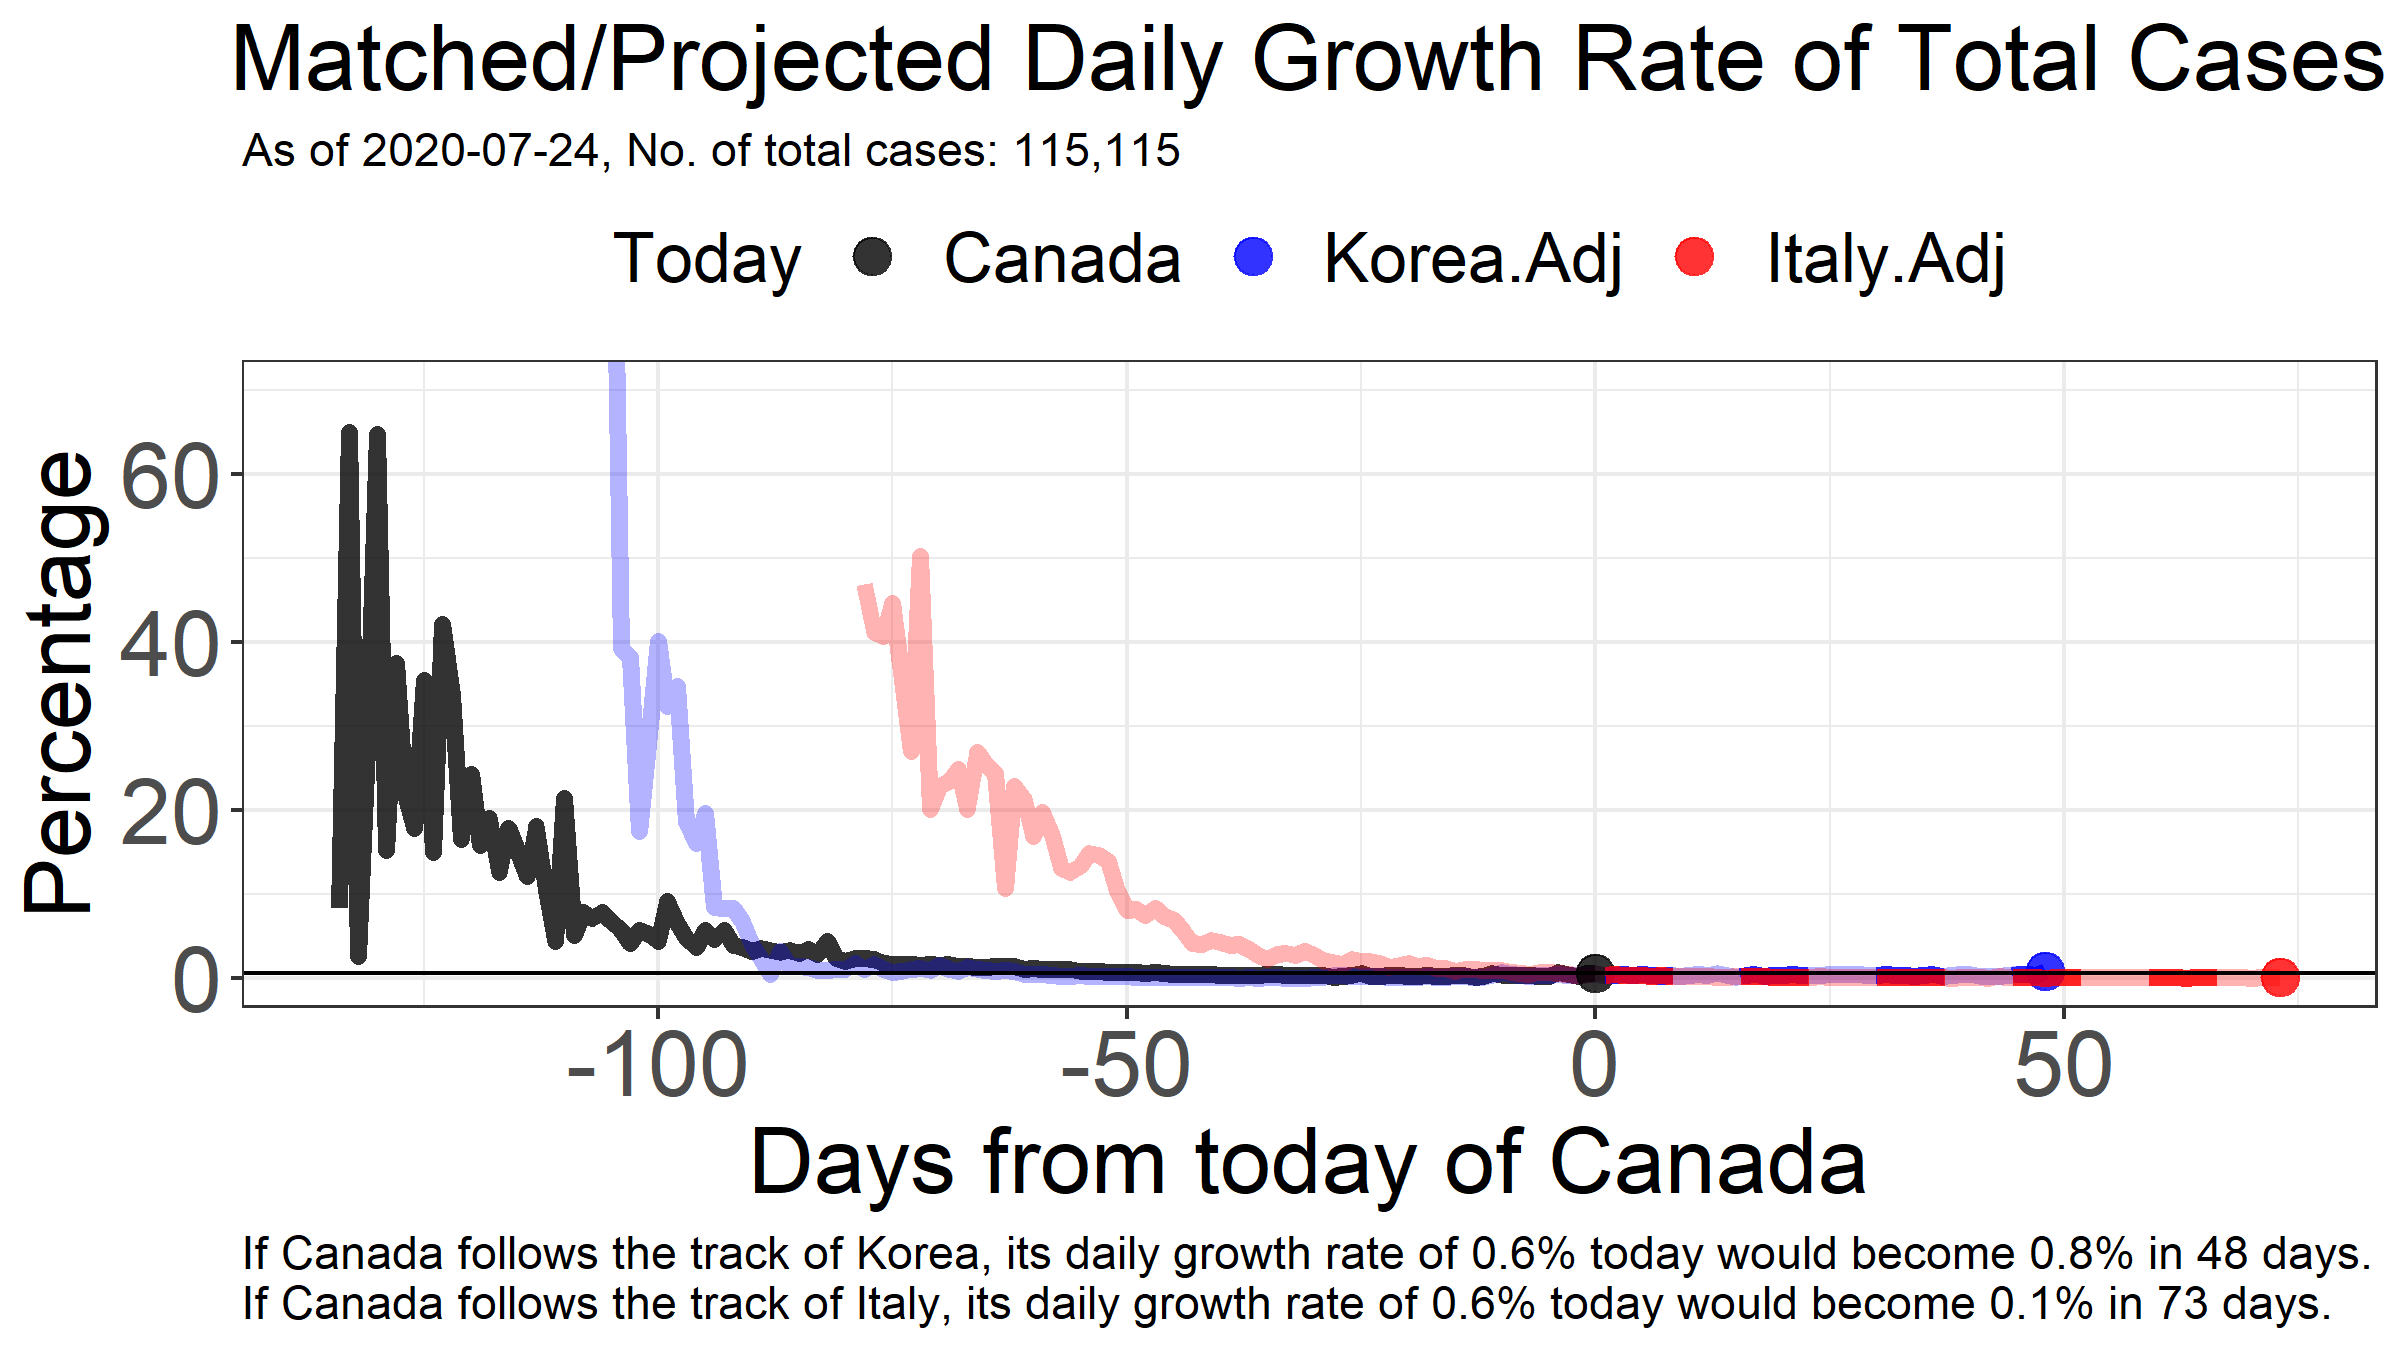 Matched/Projected Daily Growth Rate of Total Cases
As of 2020-07-24, No. of total cases: 115,115
Today Canada Korea.Adj Italy.Adj
Percentage
60
40
20
0
-100 -50 0 50
Days from today of Canada
If Canada follows the track of Korea, its daily growth rate of 0.6% today would become 0.8% in 48 days.
If Canada follows the track of Italy, its daily growth rate of 0.6% today would become 0.1% in 73 days.